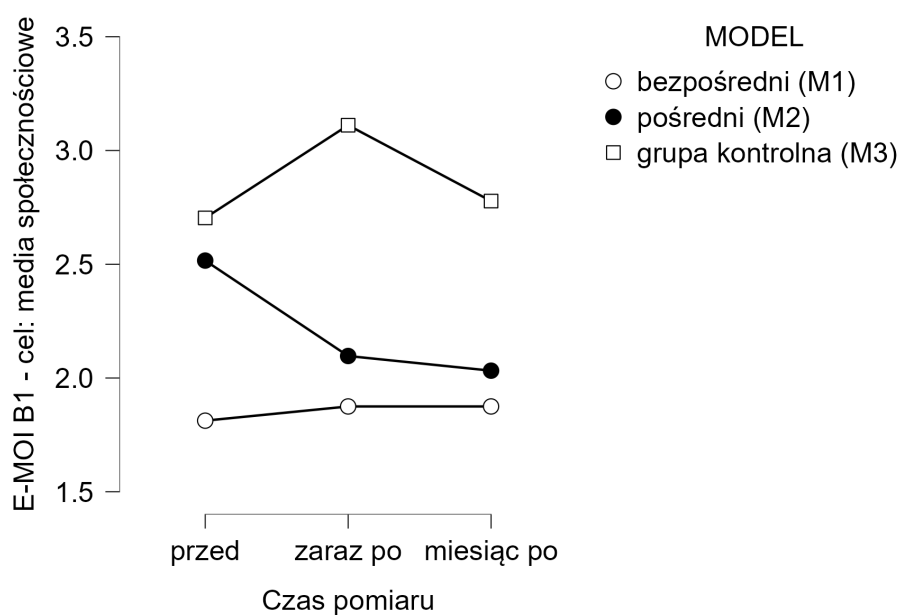 E-MOI B1 - cel: media społecznościowe
3.5
3.0
2.5
2.0
1.5
przed
zaraz po
miesiąc po
Czas pomiaru
MODEL
bezpośredni (M1)
pośredni (M2)
grupa kontrolna (M3)